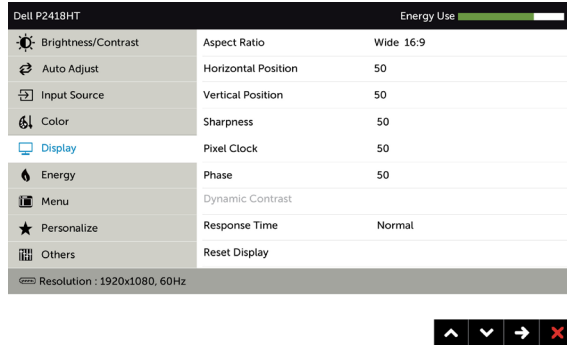 Dell P2418HT Energy Use
Brightness/Contrast
Auto Adjust
Input Source
Color
Display
Energy
Menu
Personalize
Others
Aspect Ratio Wide 16:9
Horizontal Position 50
Vertical Position 50
Sharpness 50
Pixel Clock 50
Phase 50
Dynamic Contrast
Response Time Normal
Reset Display
Resolution : 1920x1080, 60Hz